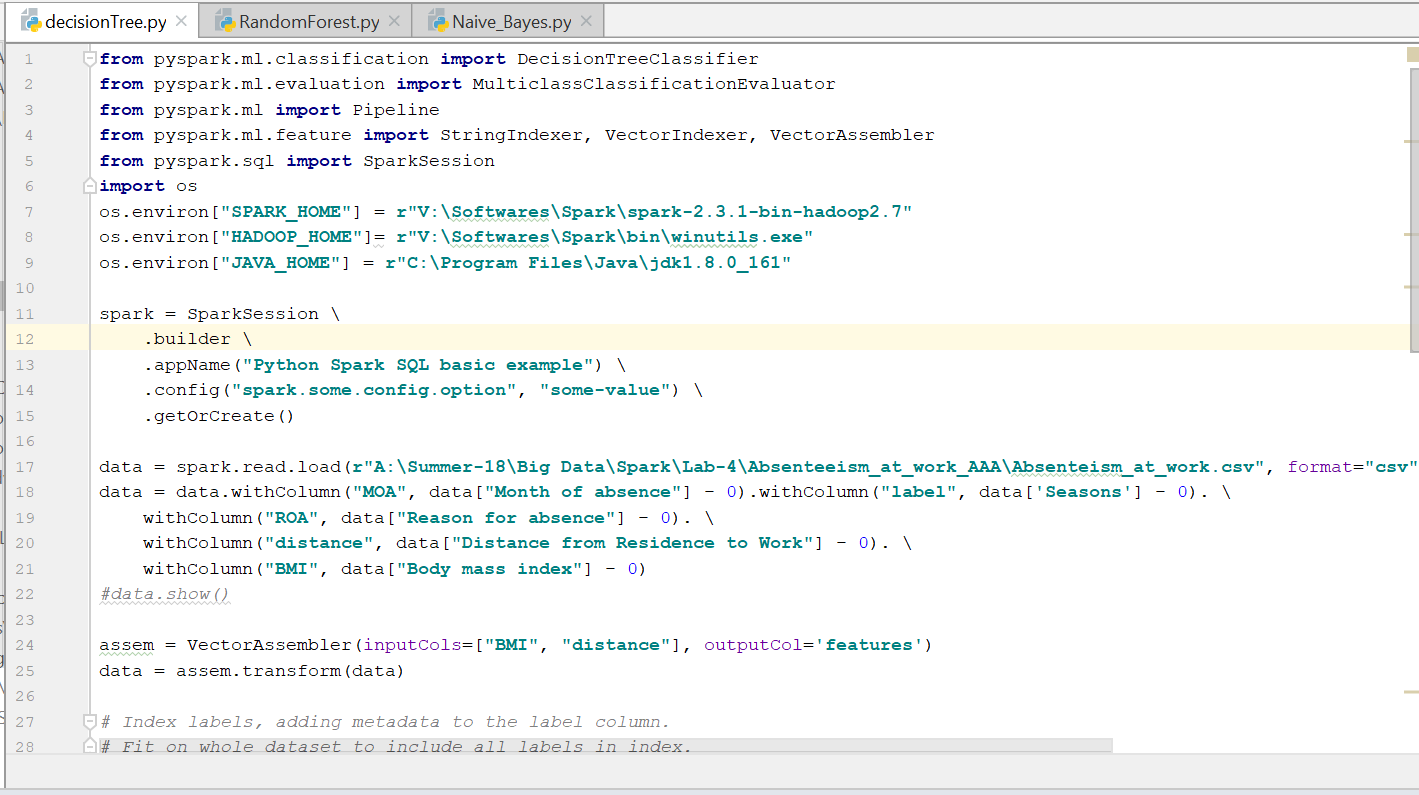 decisionTree.py RandomForest.py Naive_Bayes.py
1 from pyspark.ml.classification import DecisionTreeClassifier
2 from pyspark.ml.evaluation import MulticlassClassificationEvaluator
3 from pyspark.ml import Pipeline
4 from pyspark.ml.feature import StringIndexer, VectorIndexer, VectorAssembler
5 from pyspark.sql import SparkSession
6 import os
7 os.environ["SPARK_HOME"] = r"V:\Softwares\Spark\spark-2.3.1-bin-hadoop2.7"
8 os.environ["HADOOP_HOME"]= r"V:\Softwares\Spark\bin\winutils.exe"
9 os.environ["JAVA_HOME"] = r"C:\Program Files\Java\jdk1.8.0_161"
10
11 spark = SparkSession \
12     .builder \
13     .appName("Python Spark SQL basic example") \
14     .config("spark.some.config.option", "some-value") \
15     .getOrCreate()
16
17 data = spark.read.load(r"A:\Summer-18\Big Data\Spark\Lab-4\Absenteeism_at_work_AAA\Absenteism_at_work.csv", format="csv"
18 data = data.withColumn("MOA", data["Month of absence"] - 0).withColumn("label", data['Seasons'] - 0). \
19     withColumn("ROA", data["Reason for absence"] - 0). \
20     withColumn("distance", data["Distance from Residence to Work"] - 0). \
21     withColumn("BMI", data["Body mass index"] - 0)
22 #data.show()
23
24 assem = VectorAssembler(inputCols=["BMI", "distance"], outputCol='features')
25 data = assem.transform(data)
26
27 # Index labels, adding metadata to the label column.
28 # Fit on whole dataset to include all labels in index.